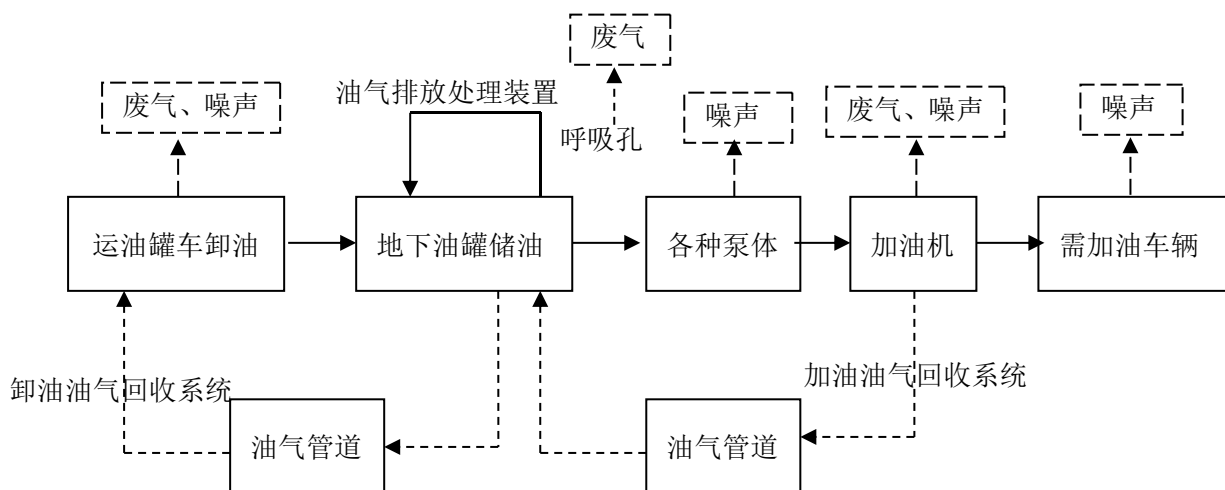 废气
废气、噪声
油气排放处理装置
呼吸孔
噪声
废气、噪声
噪声
运油罐车卸油
地下油罐储油
各种泵体
加油机
需加油车辆
卸油油气回收系统
加油油气回收系统
油气管道
油气管道